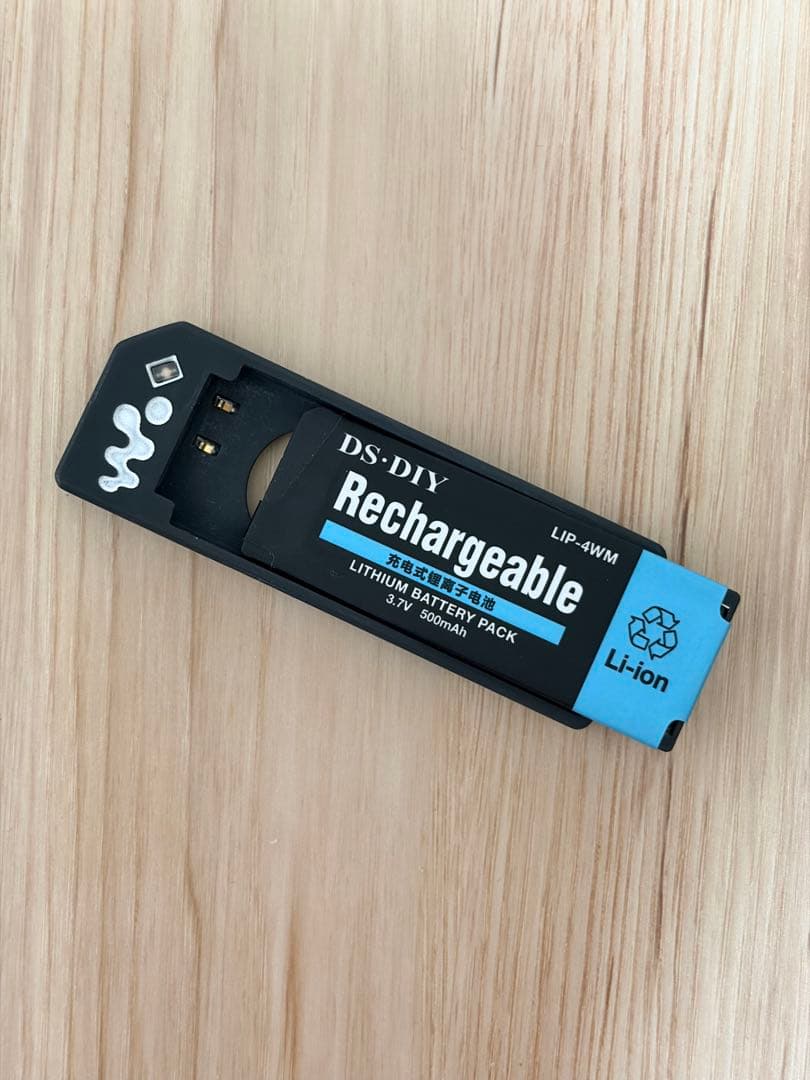 DS·DIY
Rechargeable
LIP-4WM
充电式锂离子电池
LITHIUM BATTERY PACK
3.7V 500mAh
Li-ion